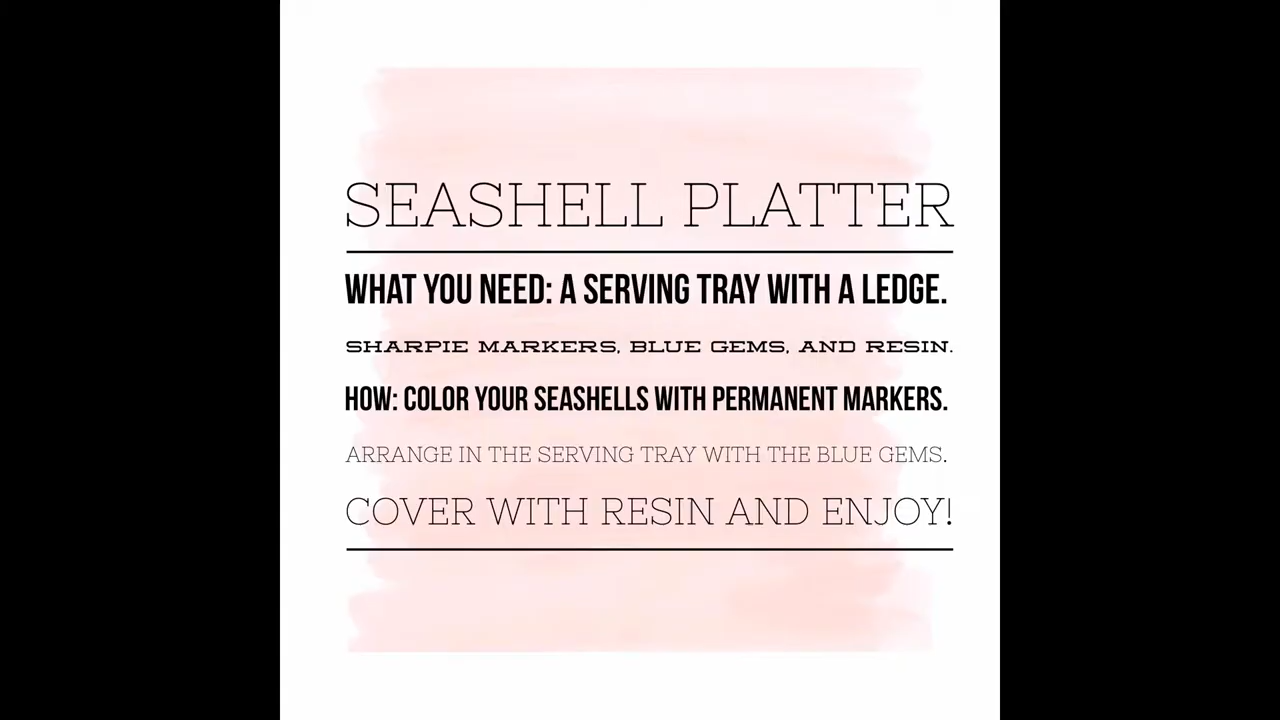 SEASHELL PLATTER
WHAT YOU NEED: A SERVING TRAY WITH A LEDGE.
SHARPIE MARKERS, BLUE GEMS, AND RESIN.
HOW: COLOR YOUR SEASHELLS WITH PERMANENT MARKERS.
ARRANGE IN THE SERVING TRAY WITH THE BLUE GEMS.
COVER WITH RESIN AND ENJOY!